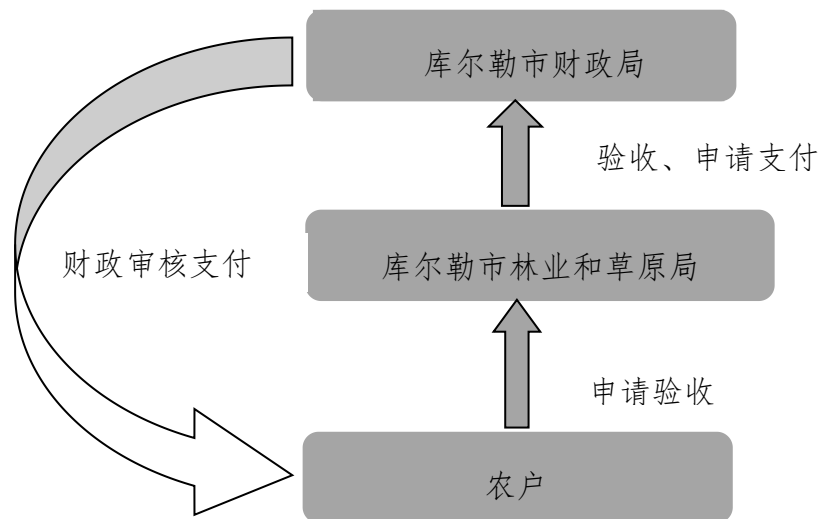 库尔勒市财政局
验收、申请支付
财政审核支付
库尔勒市林业和草原局
申请验收
农户